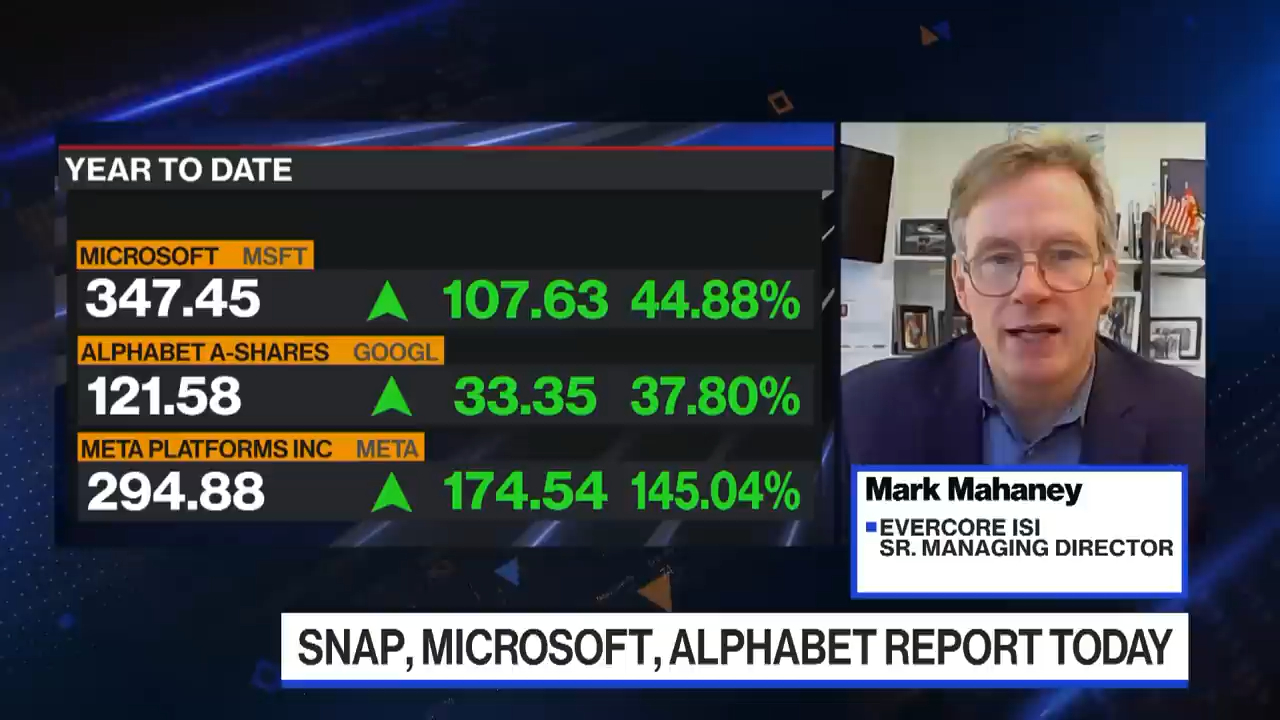 YEAR TO DATE
MICROSOFT MSFT
347.45 ▲ 107.63 44.88%
ALPHABET A-SHARES GOOGL
121.58 ▲ 33.35 37.80%
META PLATFORMS INC META
294.88 ▲ 174.54 145.04%
Mark Mahaney
EVERCORE ISI
SR. MANAGING DIRECTOR
SNAP, MICROSOFT, ALPHABET REPORT TODAY